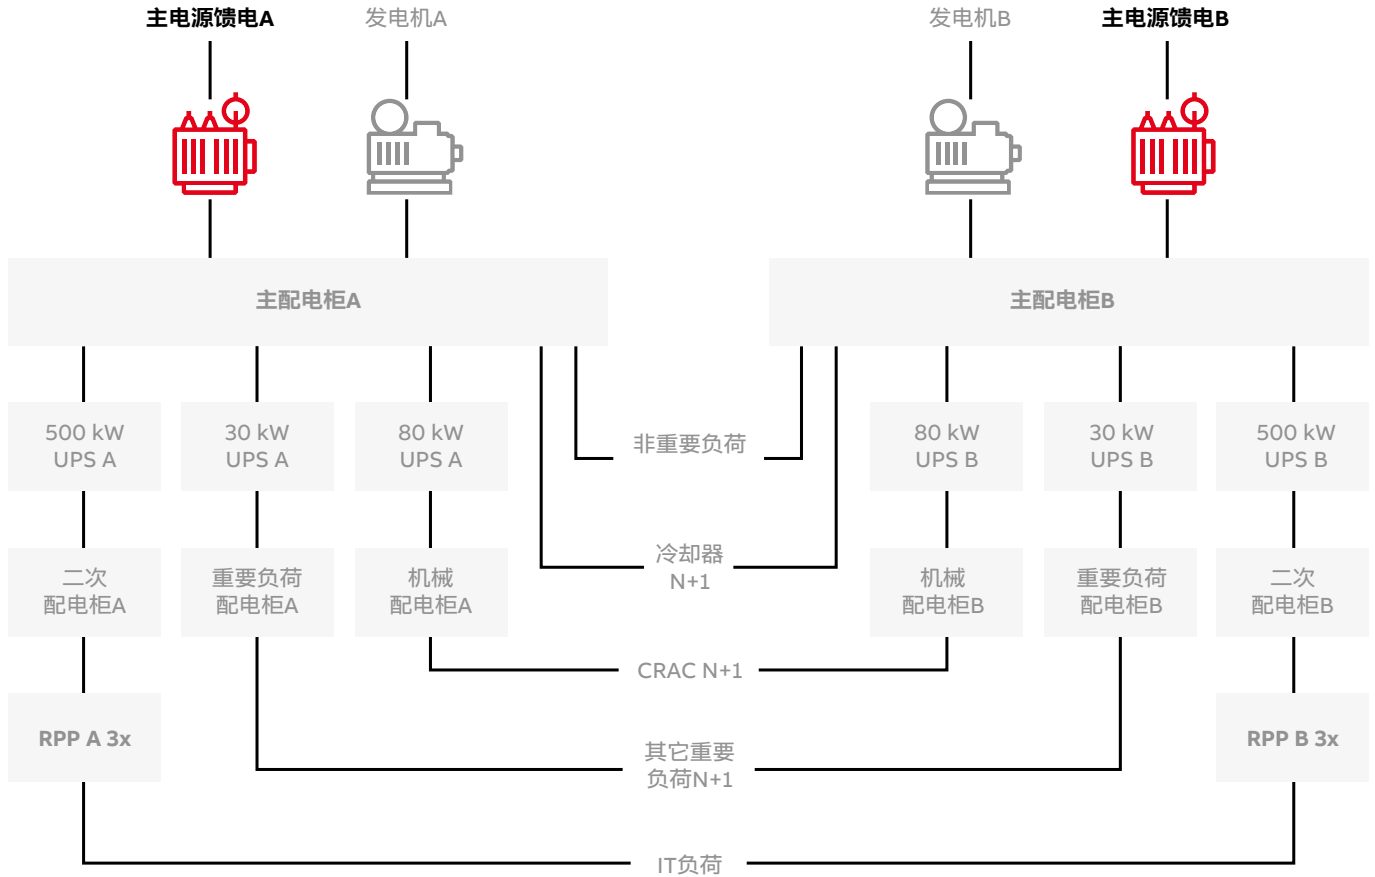 主电源馈电A
发电机A
发电机B
主电源馈电B
主配电柜A
主配电柜B
500 kW
UPS A
30 kW
UPS A
80 kW
UPS A
非重要负荷
80 kW
UPS B
30 kW
UPS B
500 kW
UPS B
二次
配电柜A
重要负荷
配电柜A
机械
配电柜A
冷却器
N+1
机械
配电柜B
重要负荷
配电柜B
二次
配电柜B
CRAC N+1
RPP A 3x
其它重要
负荷N+1
RPP B 3x
IT负荷